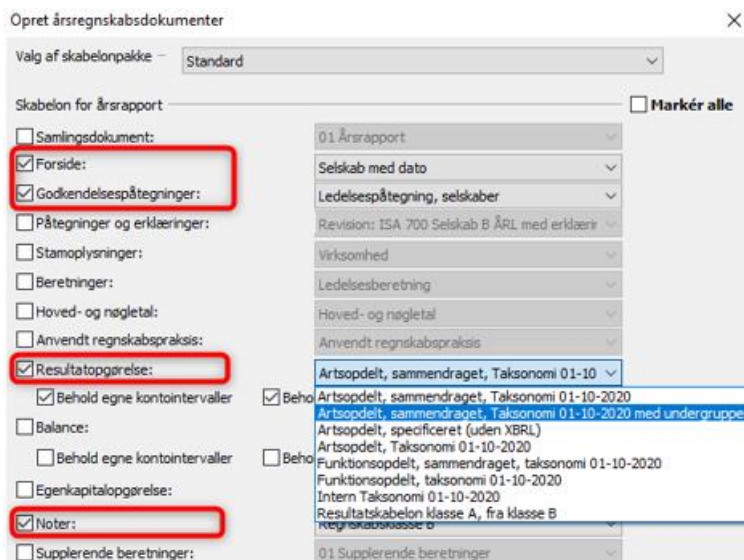 Opret årsregnskabsdokumenter
Valg af skabelonpakke Standard
Skabelon for årsrapport Markér alle
Samlingsdokument: 01 Årsrapport
Forside: Selskab med dato
Godkendelsespåtegninger: Ledelsespåtegning, selskaber
Påtegninger og erklæringer: Revision: ISA 700 Selskab B ÅRL med erklærir
Stamoplysninger: Virksomhed
Beretninger: Ledelsesberetning
Hoved- og nøgletal: Hoved- og nøgletal
Anvendt regnskabspraksis: Anvendt regnskabspraksis
Resultatopgørelse: Artsopdelt, sammendraget, Taksonomi 01-10
Behold egne kontointervaller Beho Artsopdelt, sammendraget, Taksonomi 01-10-2020
Artsopdelt, sammendraget, Taksonomi 01-10-2020 med undergruppe
Balance: Artsopdelt, specificeret (uden XBRL)
Artsopdelt, Taksonomi 01-10-2020
Behold egne kontointervaller Beho Funktionsopdelt, sammendraget, taksonomi 01-10-2020
Funktionsopdelt, taksonomi 01-10-2020
Egenkapitalopgørelse: Intern Taksonomi 01-10-2020
Resultatskabelon klasse A, fra klasse B
Noter: Regnskabsklasse B
Supplerende beretninger: 01 Supplerende beretninger